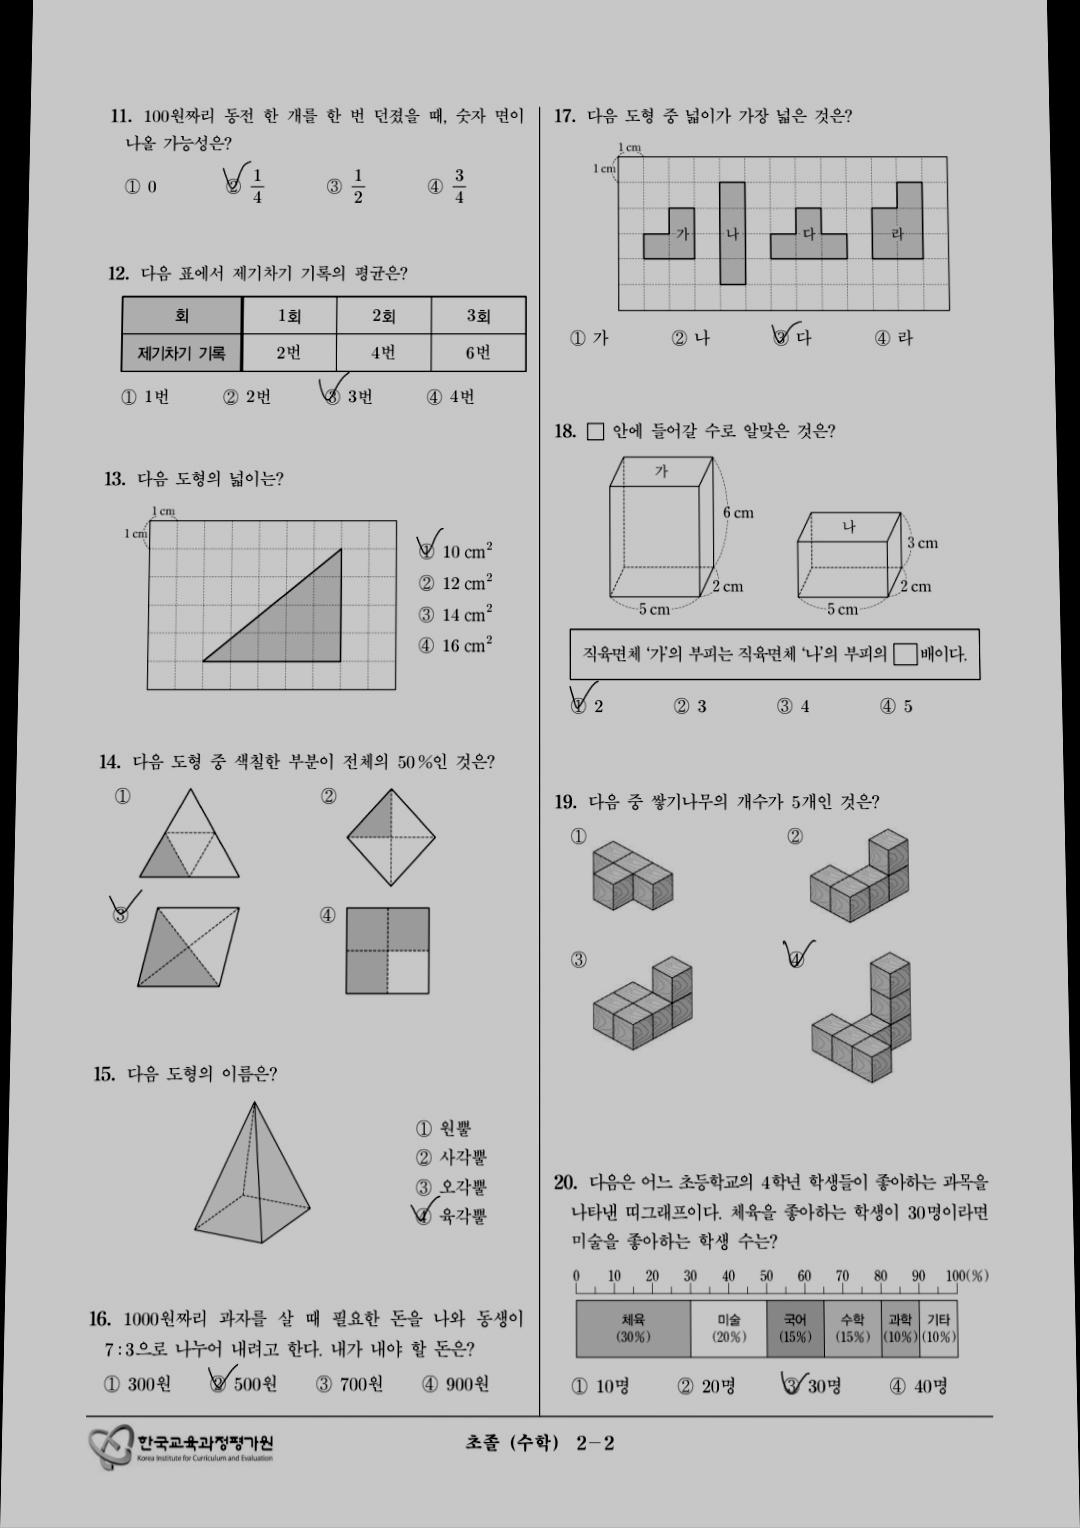 11. 100원짜리 동전 한 개를 한 번 던졌을 때, 숫자 면이
나올 가능성은?
① 0 ② 1/4 ③ 1/2 ④ 3/4
12. 다음 표에서 제기차기 기록의 평균은?
회 1회 2회 3회
제기차기 기록 2번 4번 6번
① 1번 ② 2번 ③ 3번 ④ 4번
13. 다음 도형의 넓이는?
1 cm
1 cm
① 10 cm²
② 12 cm²
③ 14 cm²
④ 16 cm²
14. 다음 도형 중 색칠한 부분이 전체의 50 %인 것은?
① ②
③ ④
15. 다음 도형의 이름은?
① 원뿔
② 사각뿔
③ 오각뿔
④ 육각뿔
16. 1000원짜리 과자를 살 때 필요한 돈을 나와 동생이
7 : 3으로 나누어 내려고 한다. 내가 내야 할 돈은?
① 300원 ② 500원 ③ 700원 ④ 900원
17. 다음 도형 중 넓이가 가장 넓은 것은?
1 cm
1 cm
가 나 다 라
① 가 ② 나 ③ 다 ④ 라
18. □ 안에 들어갈 수로 알맞은 것은?
가
6 cm
2 cm
5 cm
나
3 cm
2 cm
5 cm
직육면체 ‘가’의 부피는 직육면체 ‘나’의 부피의 □배이다.
① 2 ② 3 ③ 4 ④ 5
19. 다음 중 쌓기나무의 개수가 5개인 것은?
① ②
③ ④
20. 다음은 어느 초등학교의 4학년 학생들이 좋아하는 과목을
나타낸 띠그래프이다. 체육을 좋아하는 학생이 30명이라면
미술을 좋아하는 학생 수는?
0 10 20 30 40 50 60 70 80 90 100(%)
체육 미술 국어 수학 과학 기타
(30%) (20%) (15%) (15%) (10%) (10%)
① 10명 ② 20명 ③ 30명 ④ 40명
한국교육과정평가원
Korea Institute for Curriculum and Evaluation
초졸 (수학) 2－2